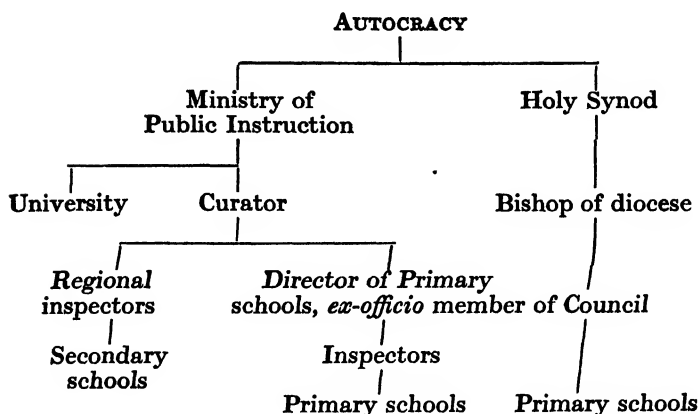 AUTOCRACY
Ministry of Public Instruction
Holy Synod
University
Curator
Bishop of diocese
Regional inspectors
Director of Primary schools, ex-officio member of Council
Secondary schools
Inspectors
Primary schools
Primary schools